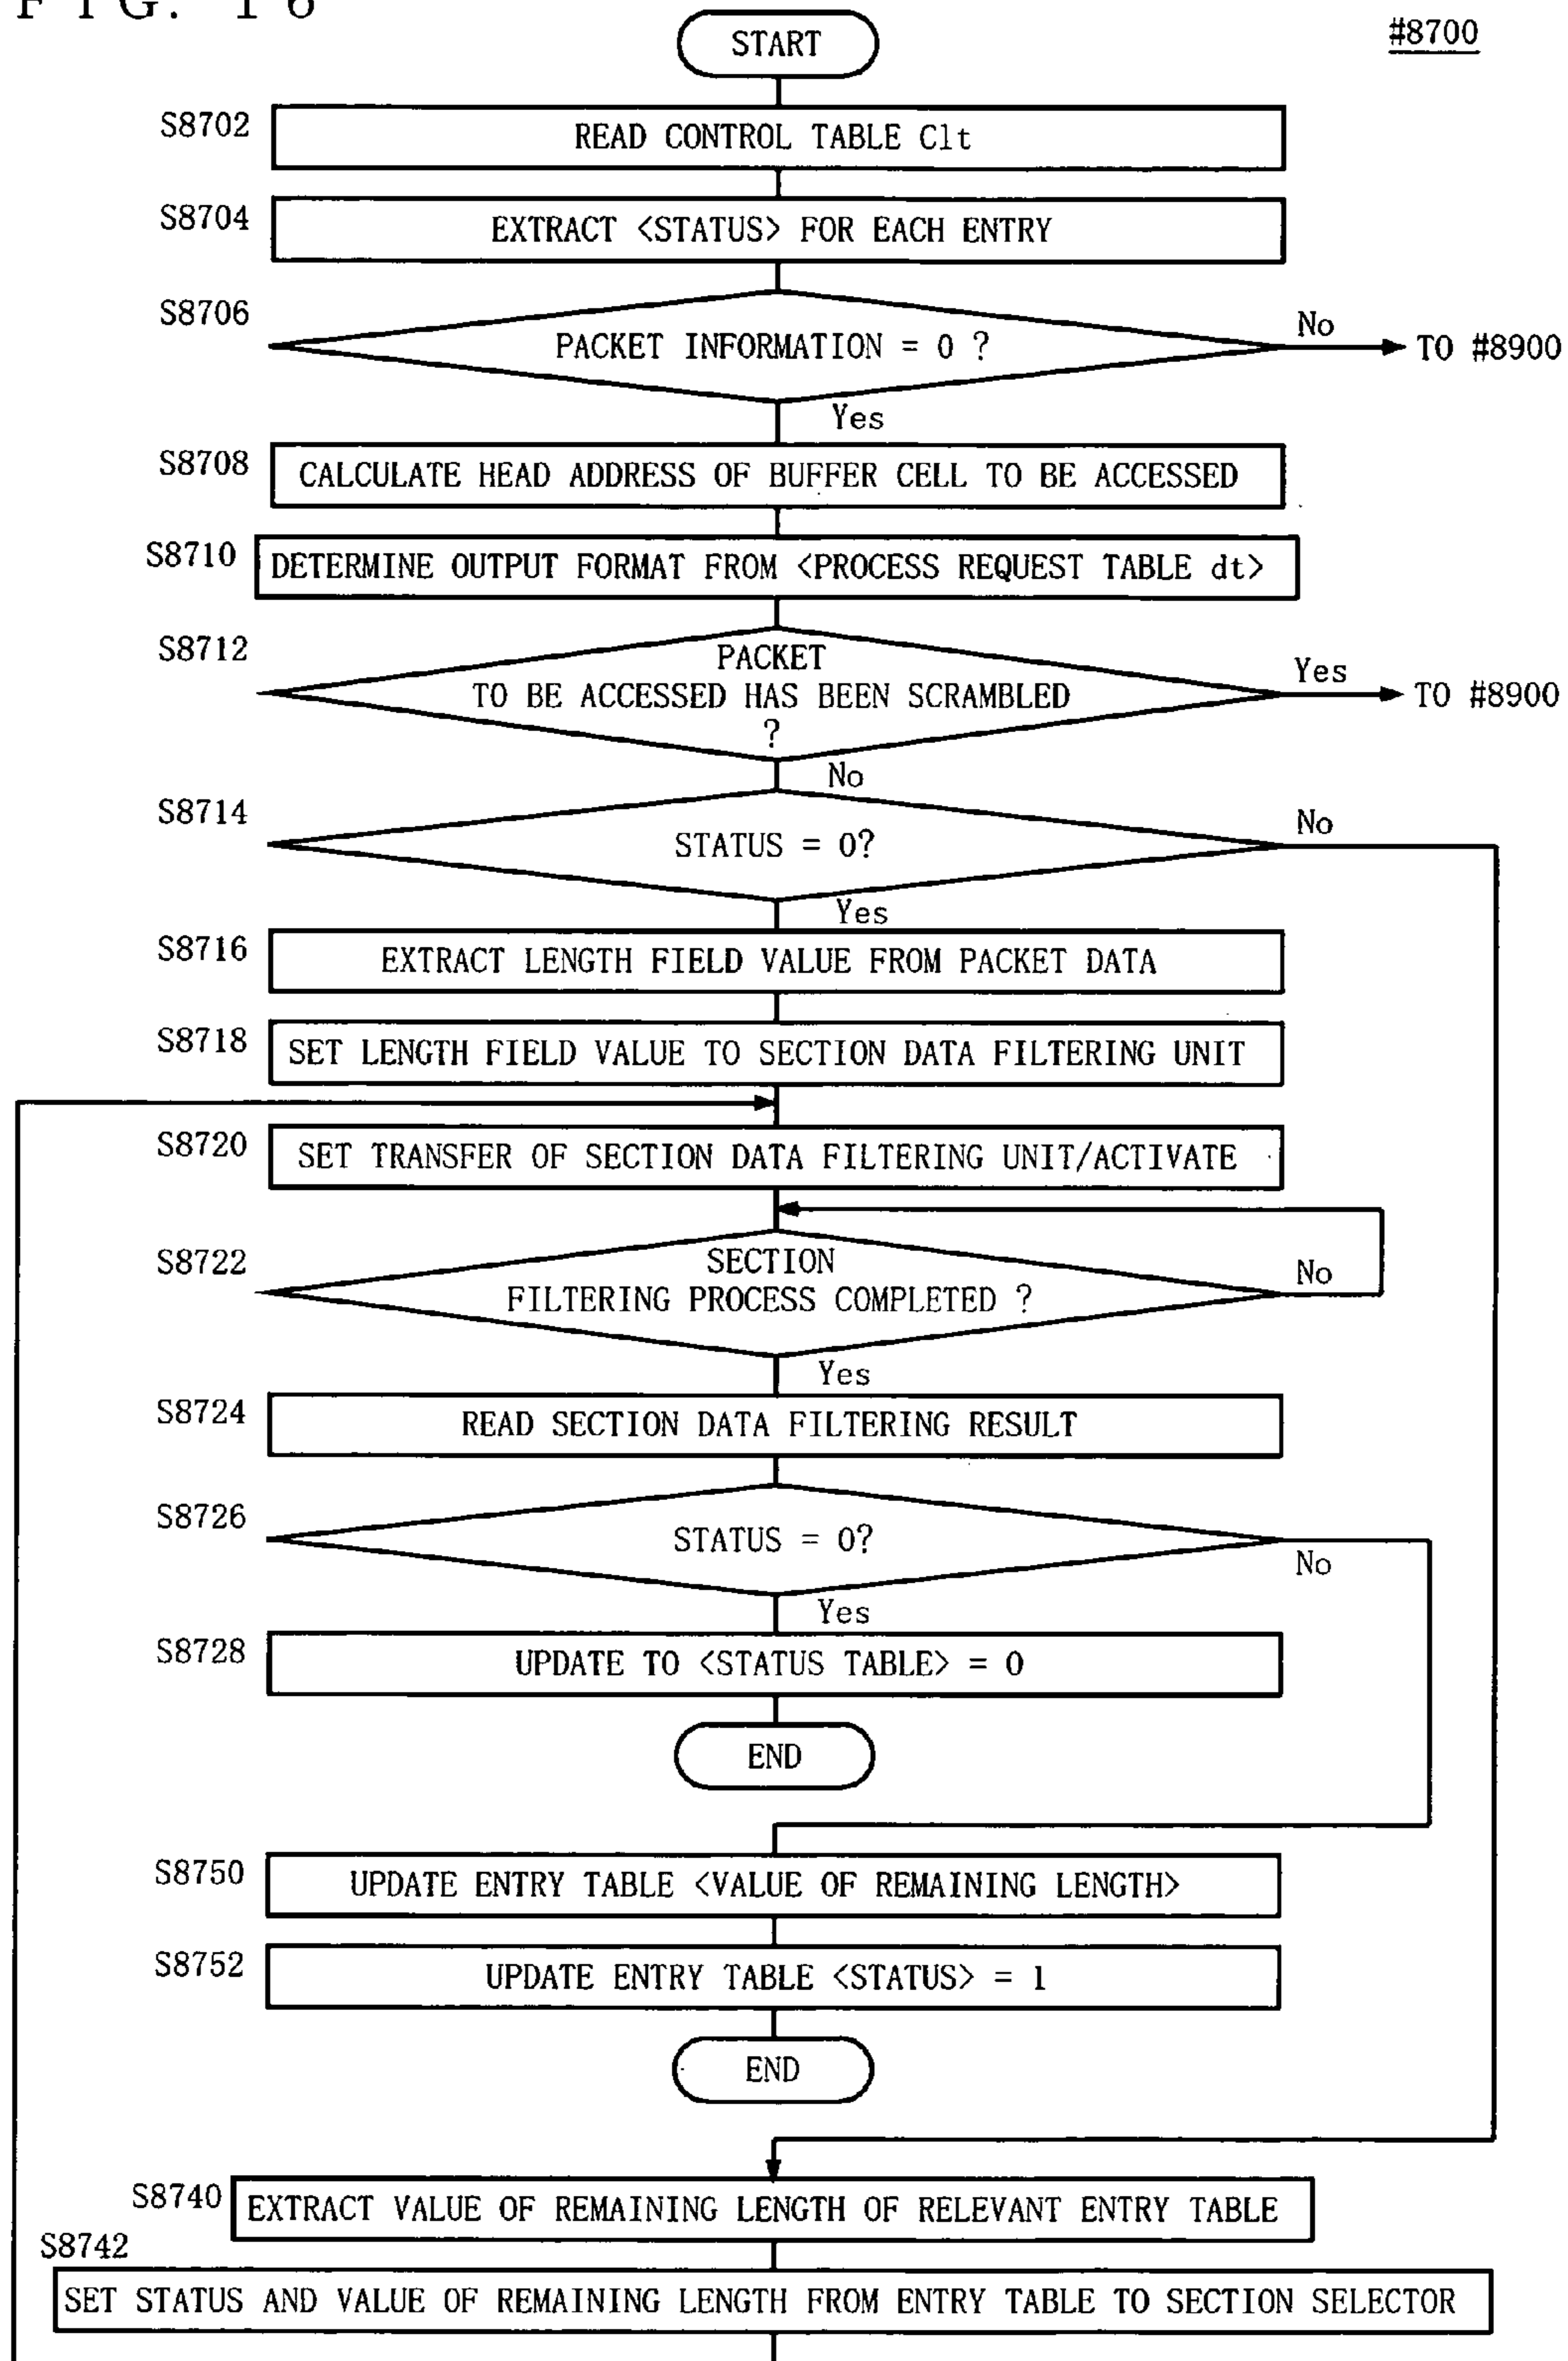 FIG. 16
#8700
START
S8702
READ CONTROL TABLE Clt
S8704
EXTRACT <STATUS> FOR EACH ENTRY
S8706
PACKET INFORMATION = 0 ?
No
TO #8900
Yes
S8708
CALCULATE HEAD ADDRESS OF BUFFER CELL TO BE ACCESSED
S8710
DETERMINE OUTPUT FORMAT FROM <PROCESS REQUEST TABLE dt>
S8712
PACKET
TO BE ACCESSED HAS BEEN SCRAMBLED
?
Yes
TO #8900
No
S8714
STATUS = 0?
No
Yes
S8716
EXTRACT LENGTH FIELD VALUE FROM PACKET DATA
S8718
SET LENGTH FIELD VALUE TO SECTION DATA FILTERING UNIT
S8720
SET TRANSFER OF SECTION DATA FILTERING UNIT/ACTIVATE
S8722
SECTION
FILTERING PROCESS COMPLETED ?
No
Yes
S8724
READ SECTION DATA FILTERING RESULT
S8726
STATUS = 0?
No
Yes
S8728
UPDATE TO <STATUS TABLE> = 0
END
S8750
UPDATE ENTRY TABLE <VALUE OF REMAINING LENGTH>
S8752
UPDATE ENTRY TABLE <STATUS> = 1
END
S8740
EXTRACT VALUE OF REMAINING LENGTH OF RELEVANT ENTRY TABLE
S8742
SET STATUS AND VALUE OF REMAINING LENGTH FROM ENTRY TABLE TO SECTION SELECTOR